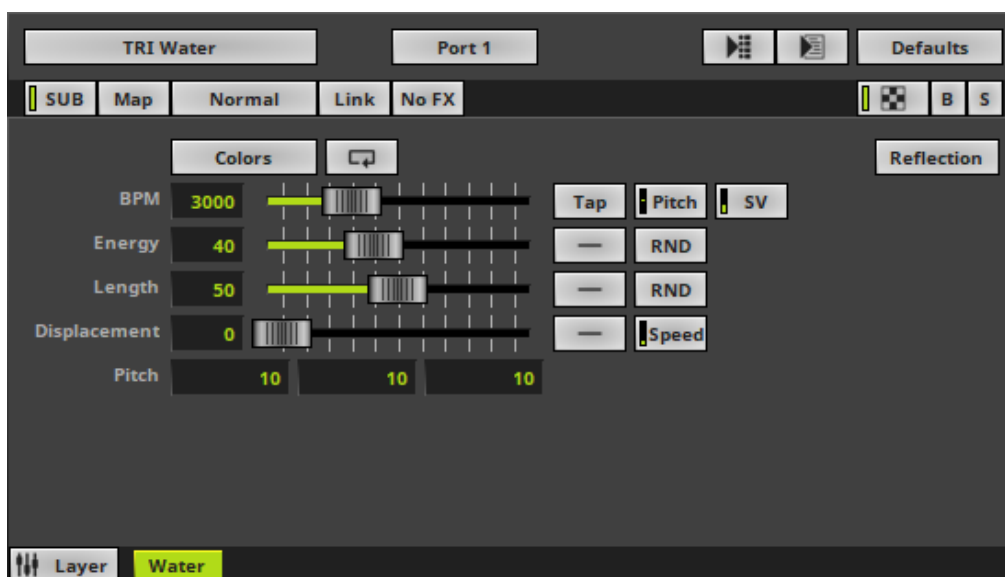 TRI Water Port 1 Defaults
SUB Map Normal Link No FX B S
Colors Reflection
BPM 3000 Tap Pitch SV
Energy 40 RND
Length 50 RND
Displacement 0 Speed
Pitch 10 10 10
Layer Water